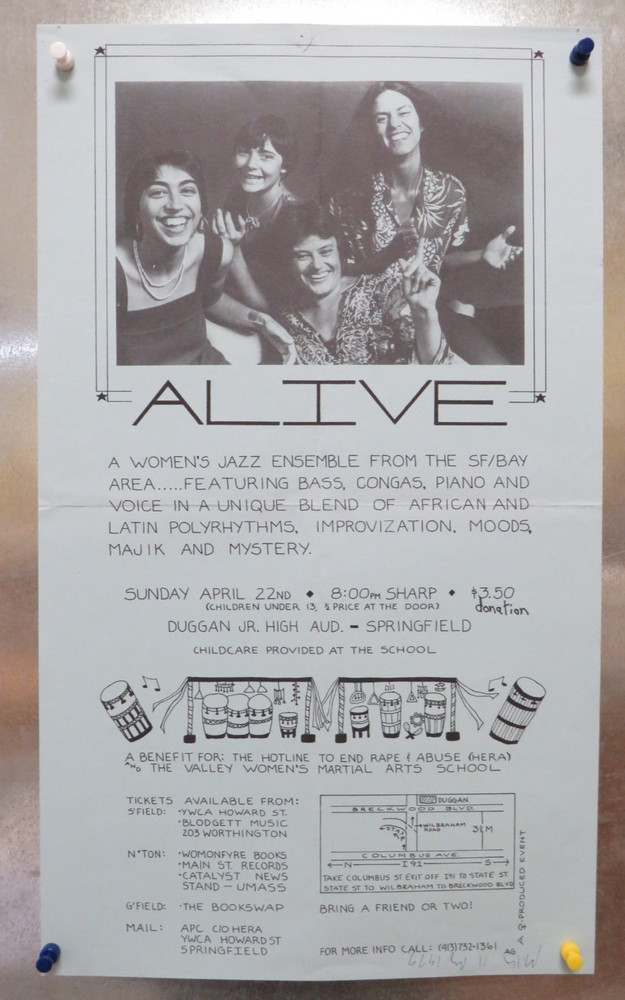 ALIVE
A WOMEN'S JAZZ ENSEMBLE FROM THE SF/BAY
AREA.....FEATURING BASS, CONGAS, PIANO AND
VOICE IN A UNIQUE BLEND OF AFRICAN AND
LATIN POLYRHYTHMS, IMPROVIZATION, MOODS,
MAJIK AND MYSTERY.
SUNDAY APRIL 22ND ◆ 8:00PM SHARP ◆ $3.50
(CHILDREN UNDER 13, ½ PRICE AT THE DOOR) donation
DUGGAN JR. HIGH AUD. - SPRINGFIELD
CHILDCARE PROVIDED AT THE SCHOOL
A BENEFIT FOR: THE HOTLINE TO END RAPE & ABUSE (HERA)
AND THE VALLEY WOMEN'S MARTIAL ARTS SCHOOL
TICKETS AVAILABLE FROM:
S'FIELD: •YWCA HOWARD ST.
•BLODGETT MUSIC
203 WORTHINGTON
N'TON: •WOMONFYRE BOOKS
•MAIN ST. RECORDS
•CATALYST NEWS
STAND - UMASS
G'FIELD: •THE BOOKSWAP
MAIL: APC C/O HERA
YWCA HOWARD ST
SPRINGFIELD
DUGGAN
BRECKWOOD BLVD.
WILBRAHAM
ROAD
STATE
3½ M
COLUMBUS AVE.
N I 91 S
TAKE COLUMBUS ST. EXIT OFF I91 TO STATE ST.
STATE ST. TO WILBRAHAM TO BRECKWOOD BLVD
BRING A FRIEND OR TWO!
FOR MORE INFO CALL: (413)732-1361
AG